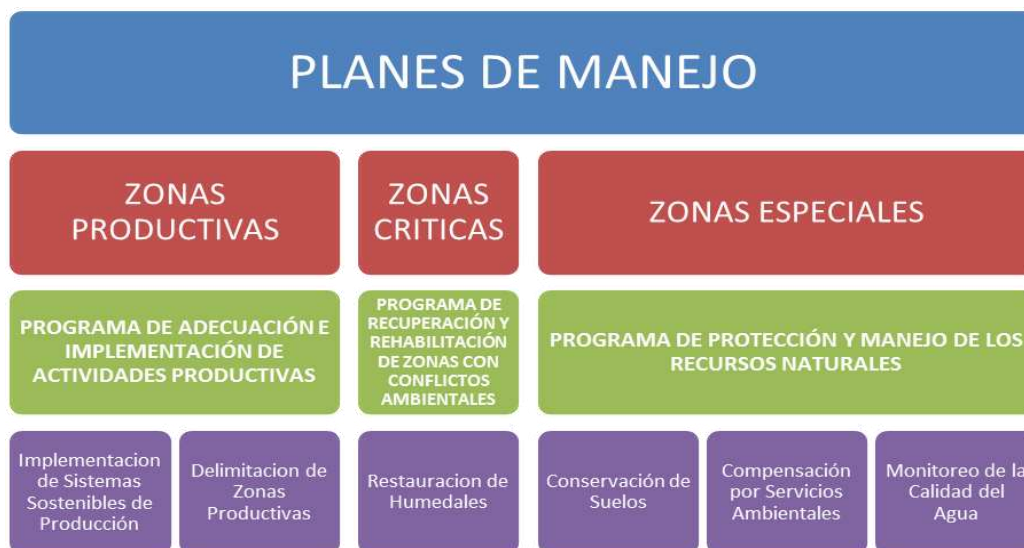 PLANES DE MANEJO
ZONAS
PRODUCTIVAS
ZONAS
CRITICAS
ZONAS ESPECIALES
PROGRAMA DE ADECUACIÓN E
IMPLEMENTACIÓN DE
ACTIVIDADES PRODUCTIVAS
PROGRAMA DE
RECUPERACIÓN Y
REHABILITACIÓN
DE ZONAS CON
CONFLICTOS
AMBIENTALES
PROGRAMA DE PROTECCIÓN Y MANEJO DE LOS
RECURSOS NATURALES
Implementacion
de Sistemas
Sostenibles de
Producción
Delimitacion de
Zonas
Productivas
Restauracion de
Humedales
Conservación de
Suelos
Compensación
por Servicios
Ambientales
Monitoreo de la
Calidad del
Agua